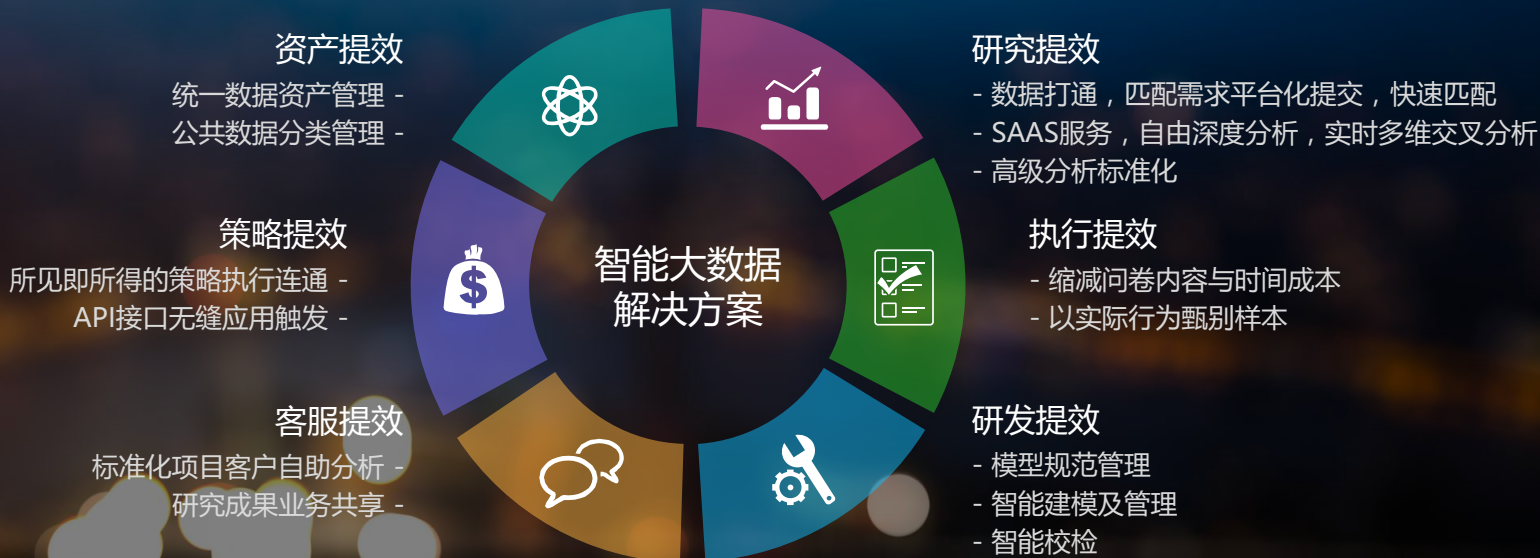 资产提效
统一数据资产管理 -
公共数据分类管理 -
策略提效
所见即所得的策略执行连通 -
API接口无缝应用触发 -
客服提效
标准化项目客户自助分析 -
研究成果业务共享 -
智能大数据
解决方案
研究提效
- 数据打通，匹配需求平台化提交，快速匹配
- SAAS服务，自由深度分析，实时多维交叉分析
- 高级分析标准化
执行提效
- 缩减问卷内容与时间成本
- 以实际行为甄别样本
研发提效
- 模型规范管理
- 智能建模及管理
- 智能校检